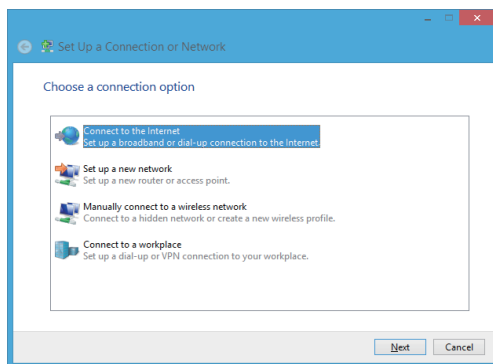 Set Up a Connection or Network
Choose a connection option
Connect to the Internet
Set up a broadband or dial-up connection to the Internet.
Set up a new network
Set up a new router or access point.
Manually connect to a wireless network
Connect to a hidden network or create a new wireless profile.
Connect to a workplace
Set up a dial-up or VPN connection to your workplace.
Next Cancel